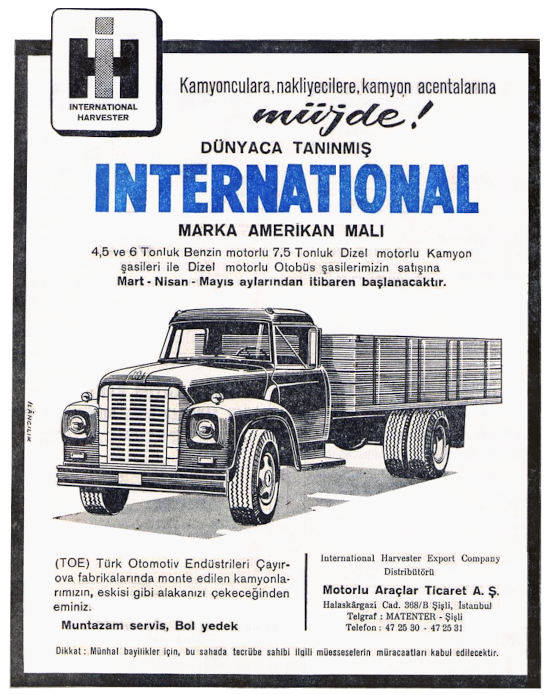 INTERNATIONAL
HARVESTER
Kamyonculara, nakliyecilere, kamyon acentalarına
müjde!
DÜNYACA TANINMIŞ
INTERNATIONAL
MARKA AMERİKAN MALI
4,5 ve 6 Tonluk Benzin motorlu 7,5 Tonluk Dizel motorlu Kamyon
şasileri ile Dizel motorlu Otobüs şasilerimizin satışına
Mart - Nisan - Mayıs aylarından itibaren başlanacaktır.
İLÂNCILIK
(TOE) Türk Otomotiv Endüstrileri Çayır-
ova fabrikalarında monte edilen kamyonla-
rımızın, eskisi gibi alakanızı çekeceğinden
eminiz.
Muntazam servis, Bol yedek
International Harvester Export Company
Distribütörü
Motorlu Araçlar Ticaret A. Ş.
Halaskârgazi Cad. 368/B Şişli, İstanbul
Telgraf : MATENTER - Şişli
Telefon : 47 25 30 - 47 25 31
Dikkat : Münhal bayilikler için, bu sahada tecrübe sahibi ilgili müesseselerin müracaatları kabul edilecektir.